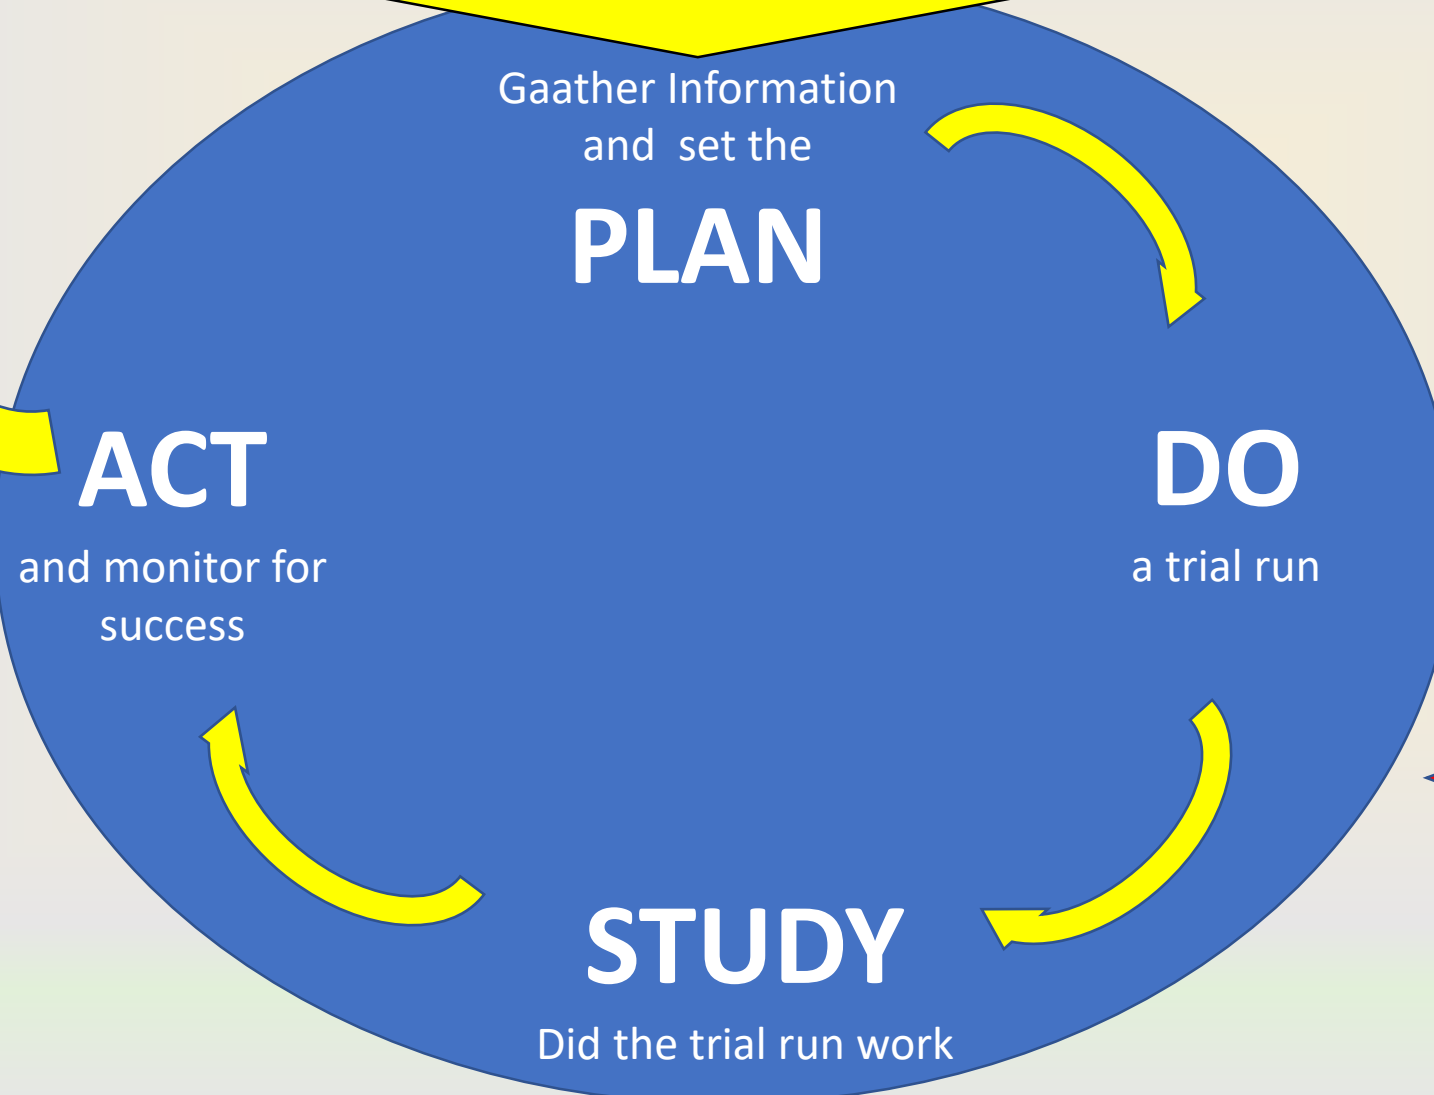 Gaather Information
and  set the
PLAN
DO
a trial run
STUDY
Did the trial run work
ACT
and monitor for
success